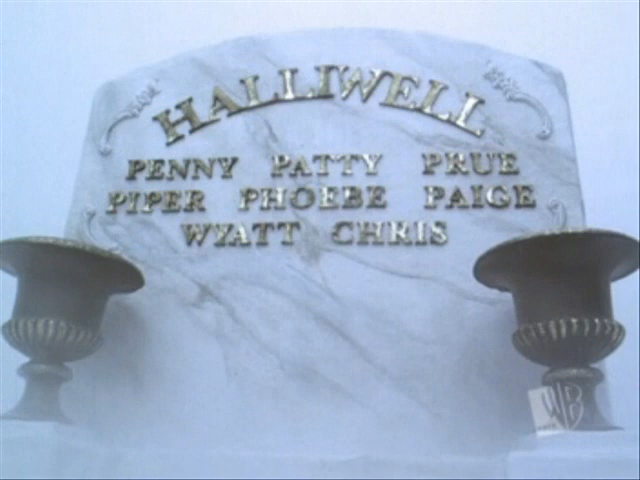 HALLIWELL
PENNY PATTY PRUE
PIPER PHOEBE PAIGE
WYATT CHRIS
WB